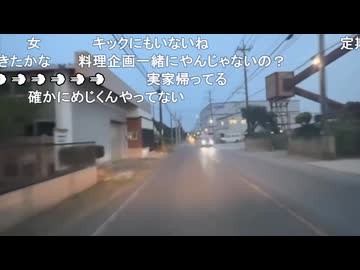 女
キックにもいないね
定期
きたかな
料理企画一緒にやんじゃないの？
実家帰ってる
確かにめじくんやってない